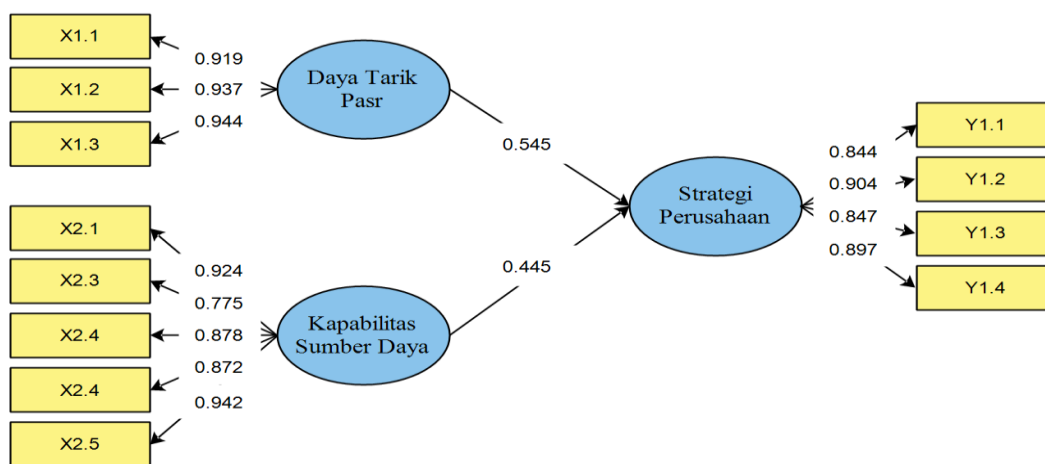 X1.1
X1.2
X1.3
0.919
0.937
0.944
Daya Tarik
Pasr
X2.1
X2.3
X2.4
X2.4
X2.5
0.924
0.775
0.878
0.872
0.942
Kapabilitas
Sumber Daya
0.545
0.445
Strategi
Perusahaan
0.844
0.904
0.847
0.897
Y1.1
Y1.2
Y1.3
Y1.4